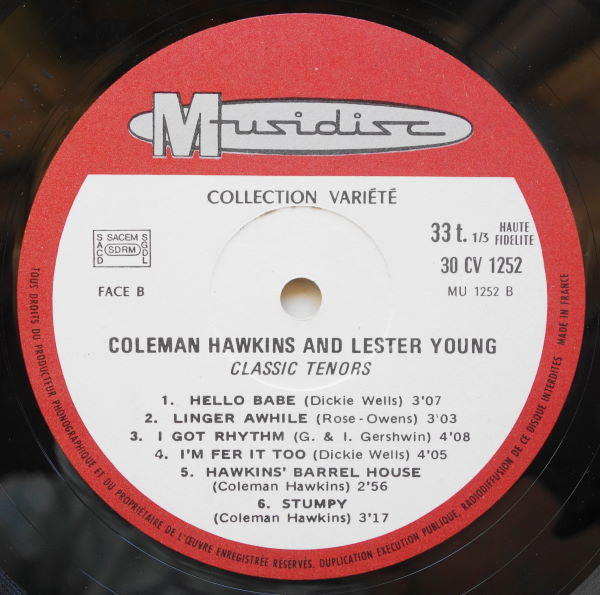 Musidisc
COLLECTION VARIÉTÉ
SACEM
SACD
SDRM
SGDL
33 t. 1/3 HAUTE FIDELITE
30 CV 1252
FACE B
MU 1252 B
COLEMAN HAWKINS AND LESTER YOUNG
CLASSIC TENORS
1. HELLO BABE (Dickie Wells) 3'07
2. LINGER AWHILE (Rose-Owens) 3'03
3. I GOT RHYTHM (G. & I. Gershwin) 4'08
4. I'M FER IT TOO (Dickie Wells) 4'05
5. HAWKINS' BARREL HOUSE
(Coleman Hawkins) 2'56
6. STUMPY
(Coleman Hawkins) 3'17
TOUS DROITS DU PRODUCTEUR PHONOGRAPHIQUE ET DU PROPRIÉTAIRE DE L'ŒUVRE ENREGISTRÉE RÉSERVÉS. DUPLICATION EXÉCUTION PUBLIQUE, RADIODIFFUSION DE CE DISQUE INTERDITES
MADE IN FRANCE